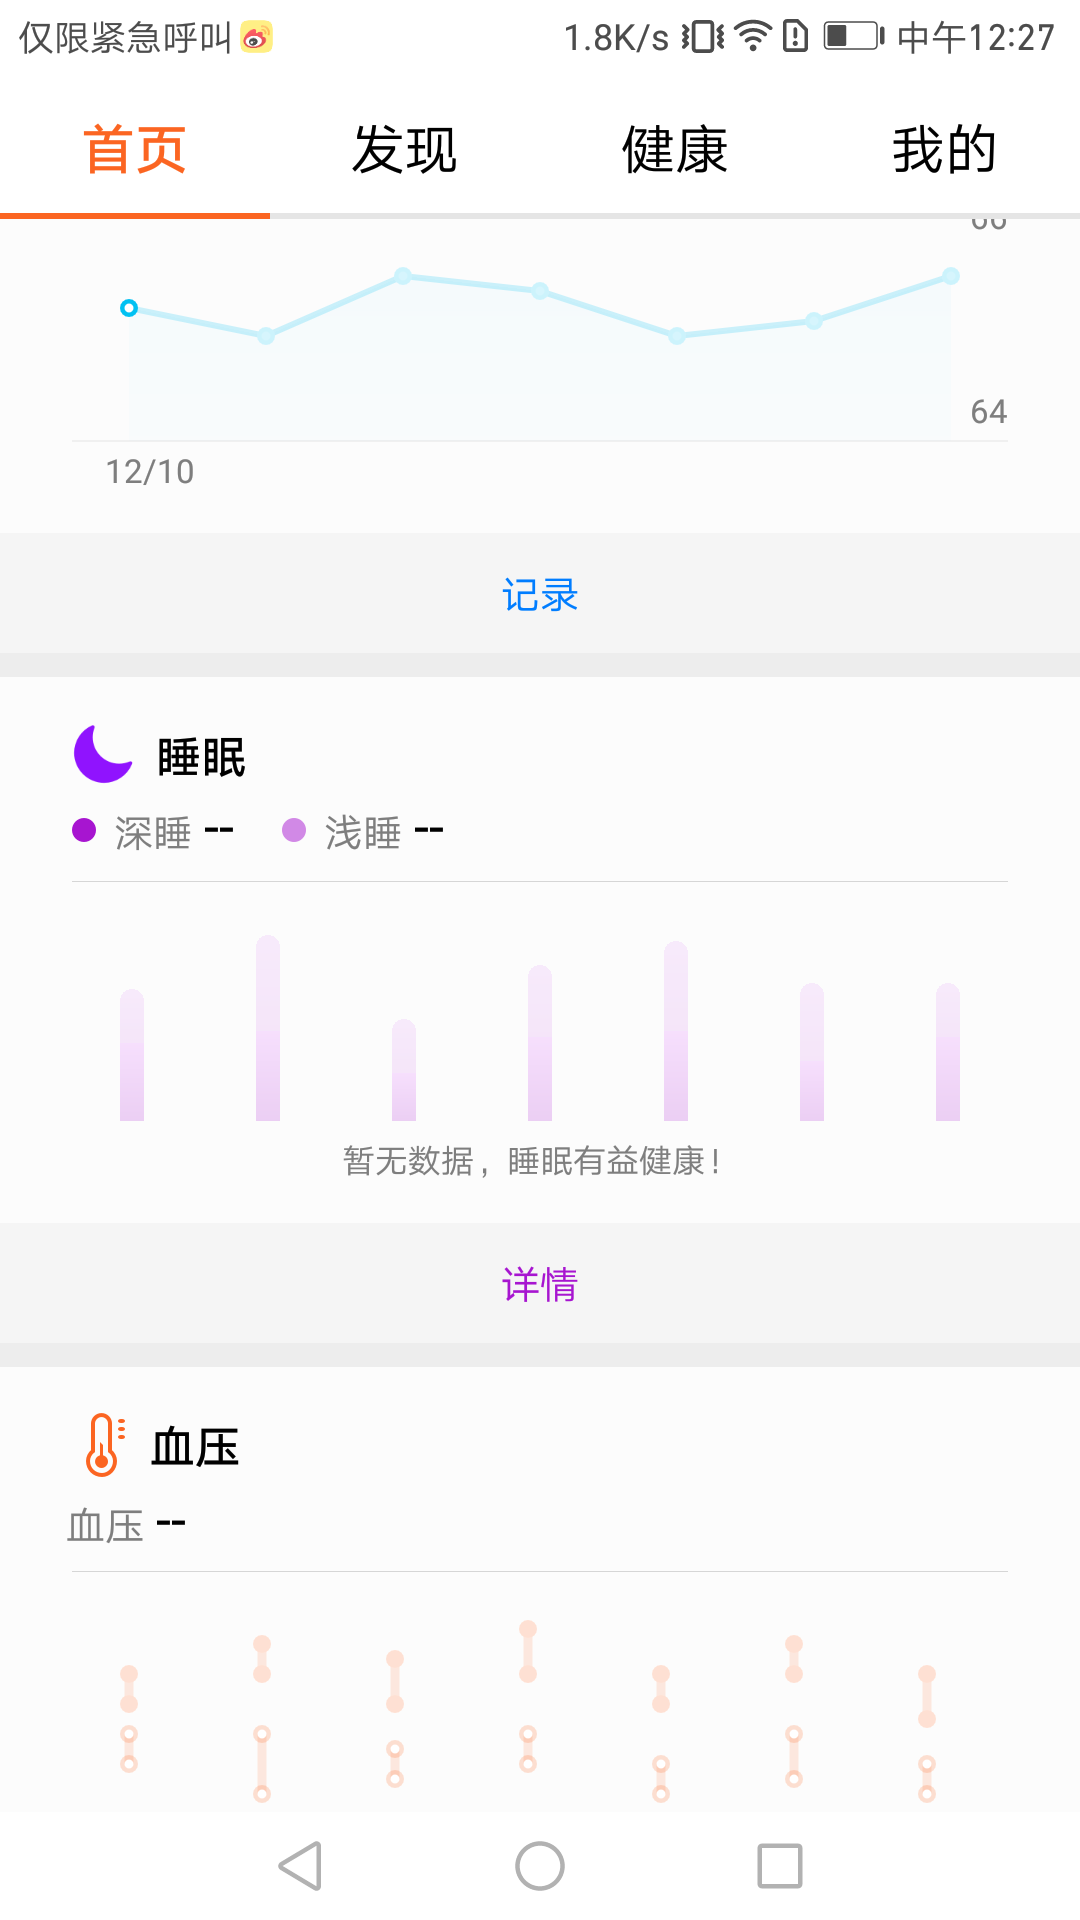 仅限紧急呼叫 1.8K/s 中午12:27
首页 发现 健康 我的
66
64
12/10
记录
睡眠
深睡 -- 浅睡 --
暂无数据，睡眠有益健康！
详情
血压
血压 --